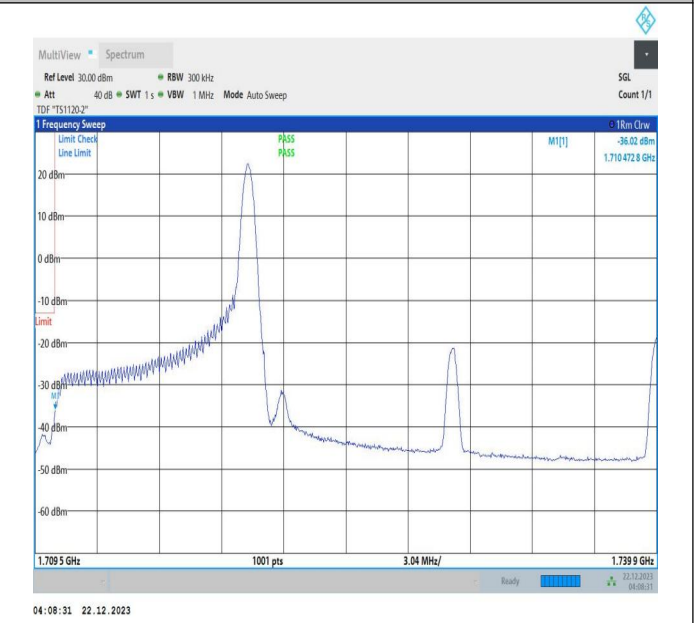 MultiView Spectrum
Ref Level 30.00 dBm RBW 300 kHz SGL
Att 40 dB SWT 1 s VBW 1 MHz Mode Auto Sweep Count 1/1
TDF "TS1120-2"
1 Frequency Sweep 1Rm Clrw
Limit Check PASS M1[1] -36.02 dBm
Line Limit PASS 1.710 472 8 GHz
20 dBm
10 dBm
0 dBm
-10 dBm
Limit
-20 dBm
-30 dBm
M1
-40 dBm
-50 dBm
-60 dBm
1.709 5 GHz 1001 pts 3.04 MHz/ 1.739 9 GHz
Ready 22.12.2023
04:08:31
04:08:31 22.12.2023